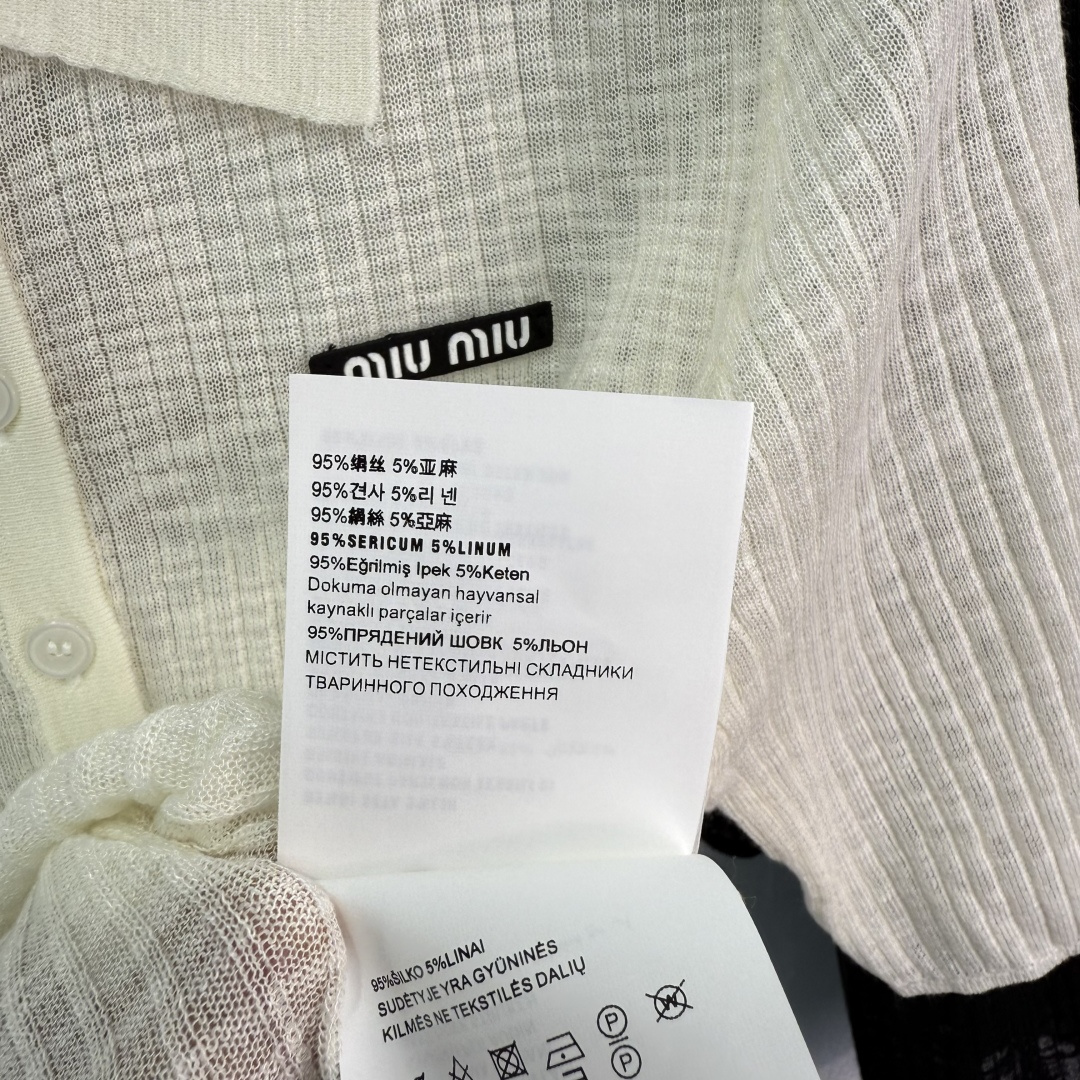 miu miu
95%绢丝 5%亚麻
95%견사 5%리넨
95%絹絲 5%亞麻
95%SERICUM 5%LINUM
95%Eğrilmiş Ipek 5%Keten
Dokuma olmayan hayvansal
kaynaklı parçalar içerir
95%ПРЯДЕНИЙ ШОВК 5%ЛЬОН
МІСТИТЬ НЕТЕКСТИЛЬНІ СКЛАДНИКИ
ТВАРИННОГО ПОХОДЖЕННЯ
95%ŠILKO 5%LINAI
SUDĖTYJE YRA GYŪNINĖS
KILMĖS NE TEKSTILĖS DALIŲ
W
P
P